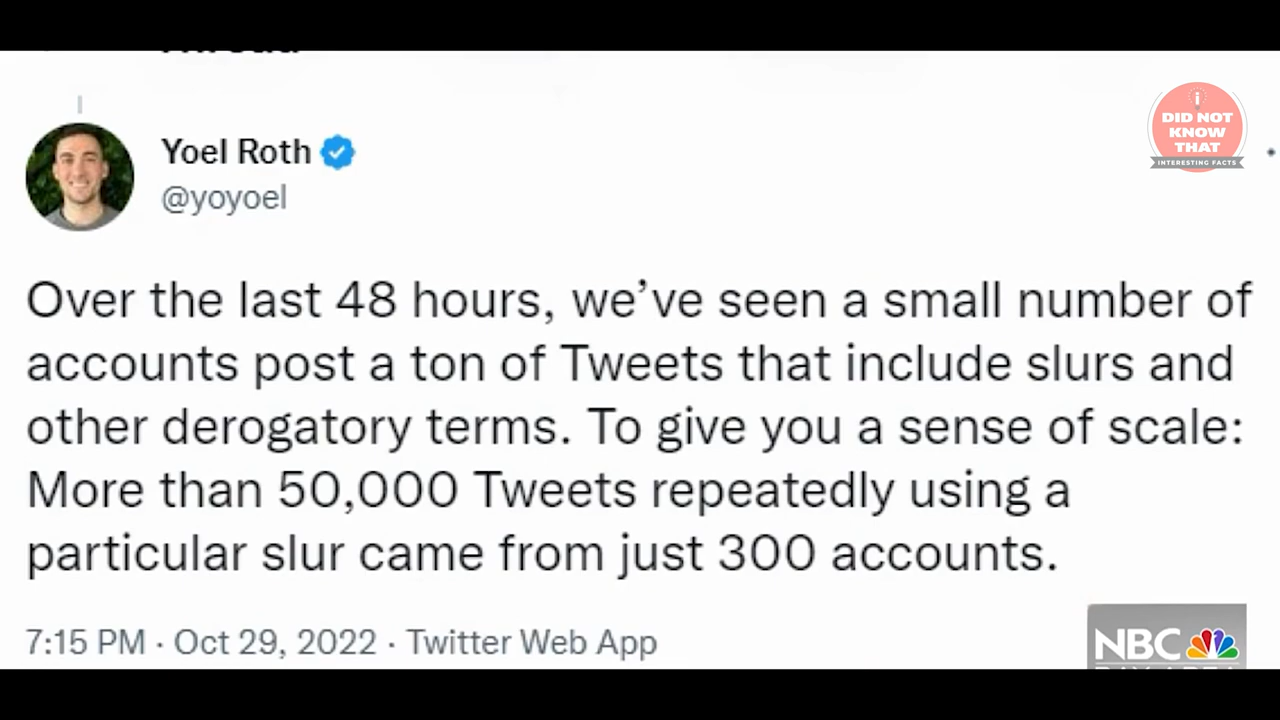 Yoel Roth
@yoyoel
i
DID NOT
KNOW
THAT
INTERESTING FACTS
Over the last 48 hours, we’ve seen a small number of
accounts post a ton of Tweets that include slurs and
other derogatory terms. To give you a sense of scale:
More than 50,000 Tweets repeatedly using a
particular slur came from just 300 accounts.
7:15 PM · Oct 29, 2022 · Twitter Web App
NBC